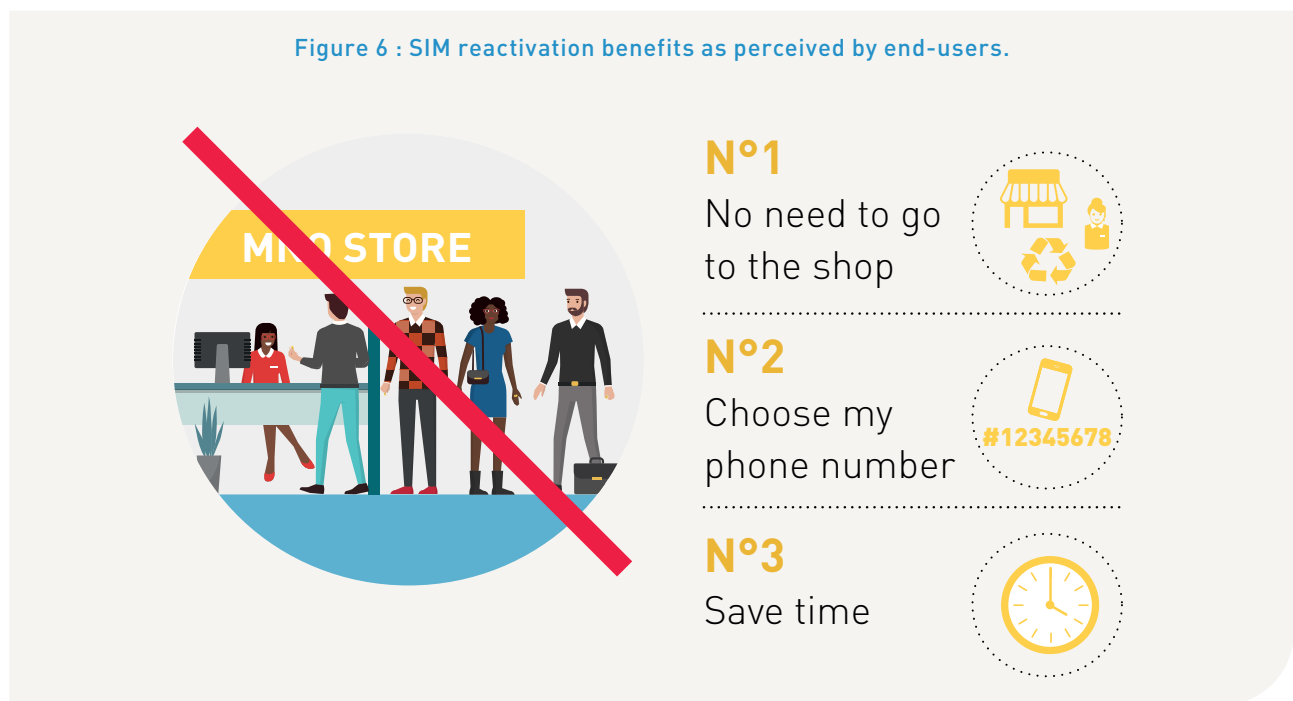 Figure 6 : SIM reactivation benefits as perceived by end-users.
MNO STORE
N°1
No need to go
to the shop
N°2
Choose my
phone number
#12345678
N°3
Save time